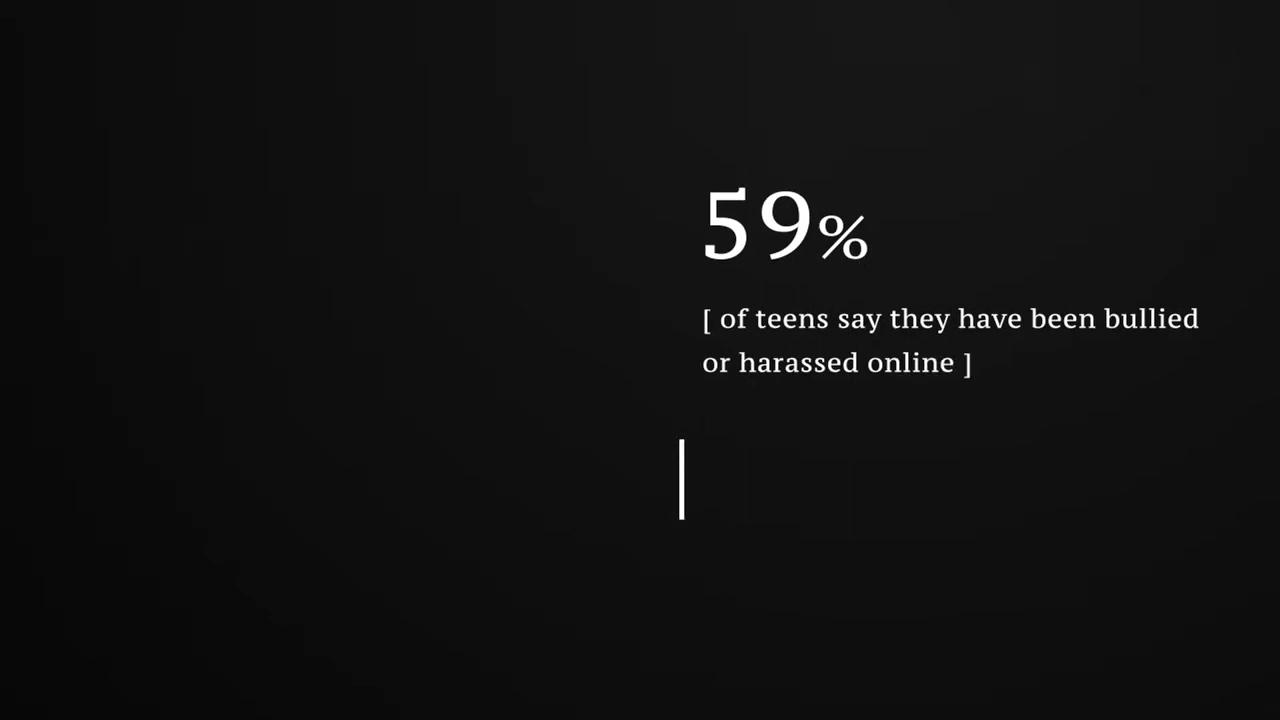 59%
[ of teens say they have been bullied
or harassed online ]